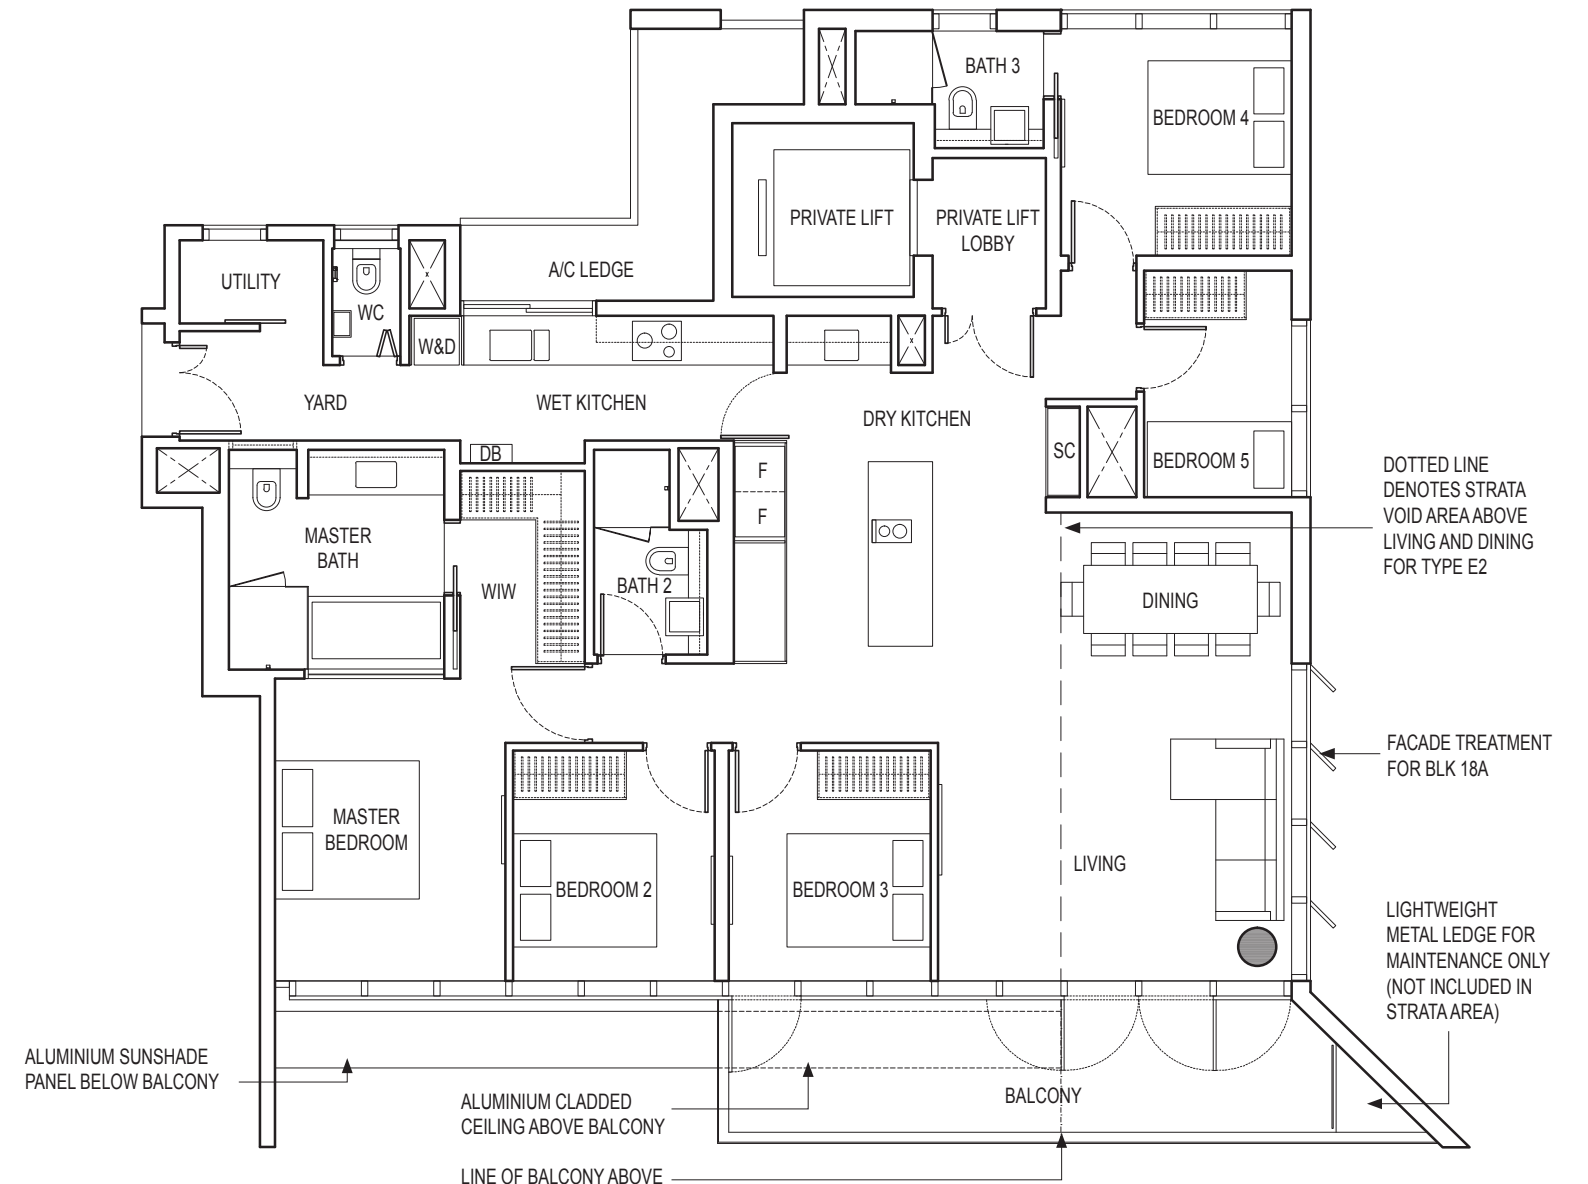 BATH 3
BEDROOM 4
PRIVATE LIFT
PRIVATE LIFT
LOBBY
A/C LEDGE
UTILITY
WC
W&D
YARD
WET KITCHEN
DRY KITCHEN
DB
SC
BEDROOM 5
F
F
MASTER
BATH
WIW
BATH 2
DINING
DOTTED LINE
DENOTES STRATA
VOID AREA ABOVE
LIVING AND DINING
FOR TYPE E2
FACADE TREATMENT
FOR BLK 18A
MASTER
BEDROOM
BEDROOM 2
BEDROOM 3
LIVING
LIGHTWEIGHT
METAL LEDGE FOR
MAINTENANCE ONLY
(NOT INCLUDED IN
STRATA AREA)
ALUMINIUM SUNSHADE
PANEL BELOW BALCONY
ALUMINIUM CLADDED
CEILING ABOVE BALCONY
BALCONY
LINE OF BALCONY ABOVE